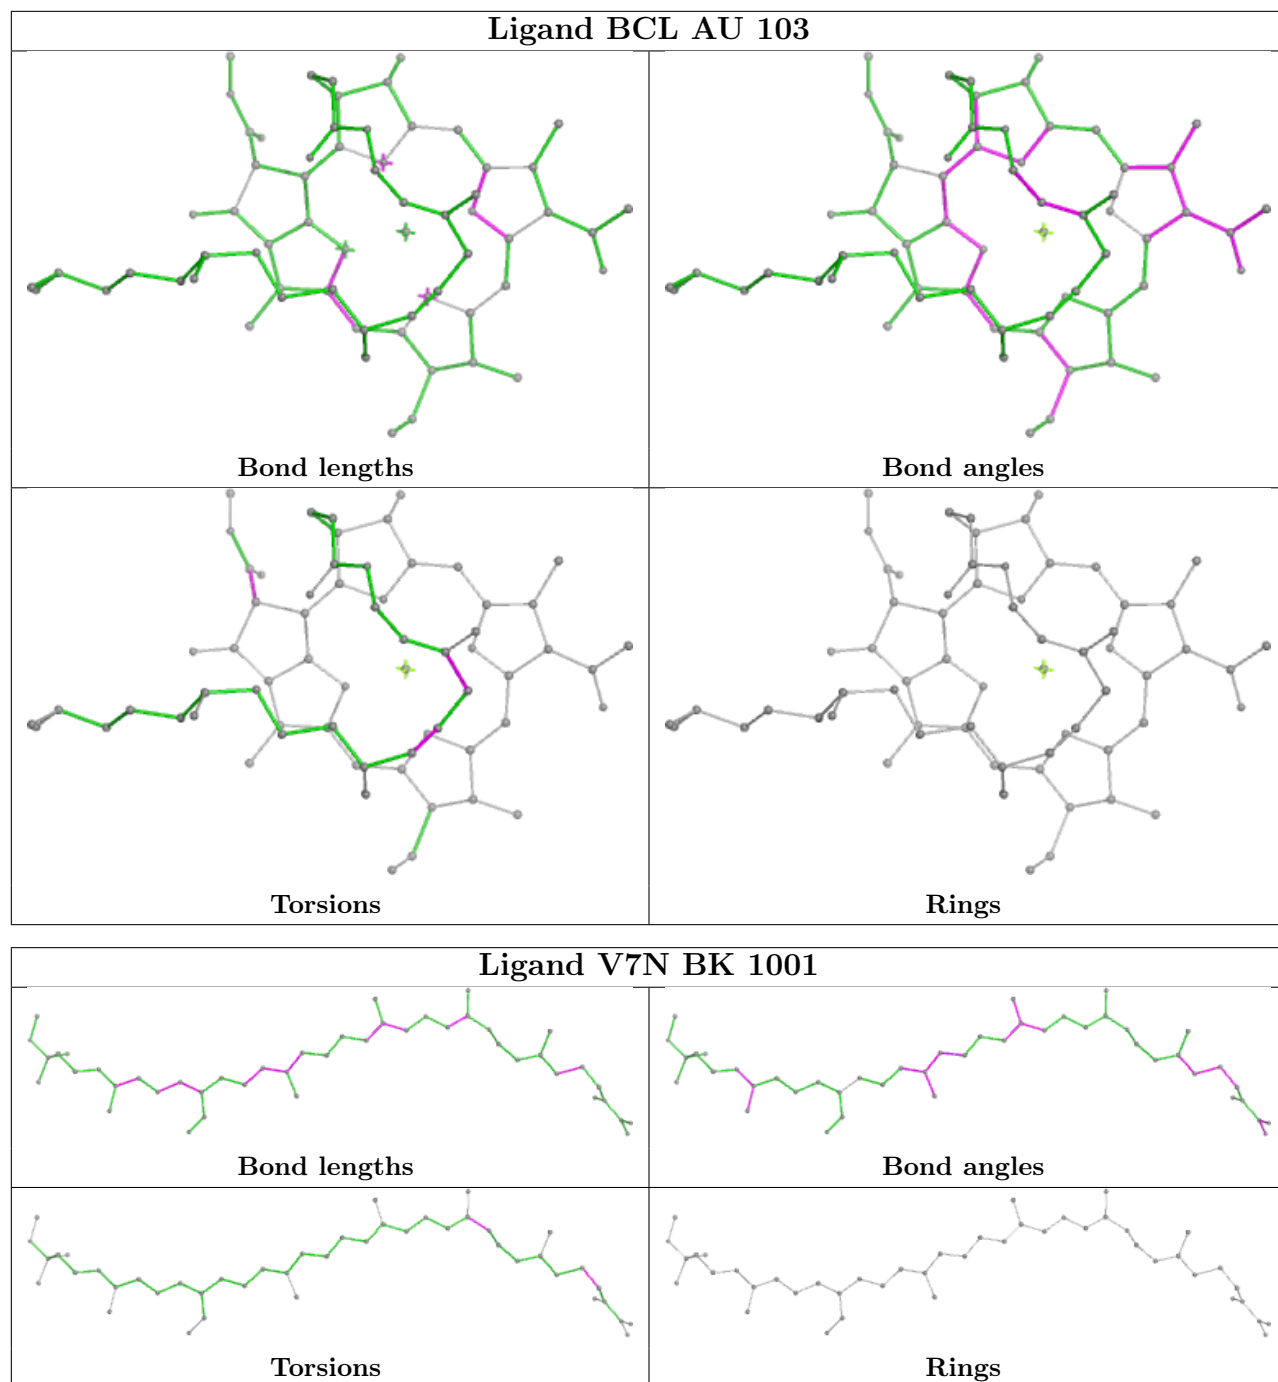 Ligand BCL AU 103
Bond lengths
Bond angles
Torsions
Rings
Ligand V7N BK 1001
Bond lengths
Bond angles
Torsions
Rings